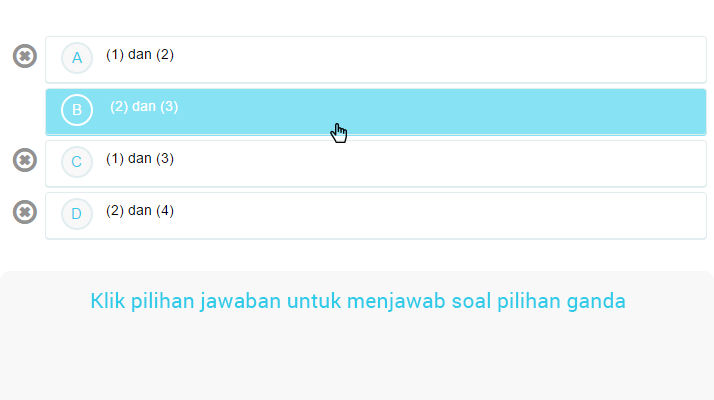 A (1) dan (2)
B (2) dan (3)
C (1) dan (3)
D (2) dan (4)
Klik pilihan jawaban untuk menjawab soal pilihan ganda